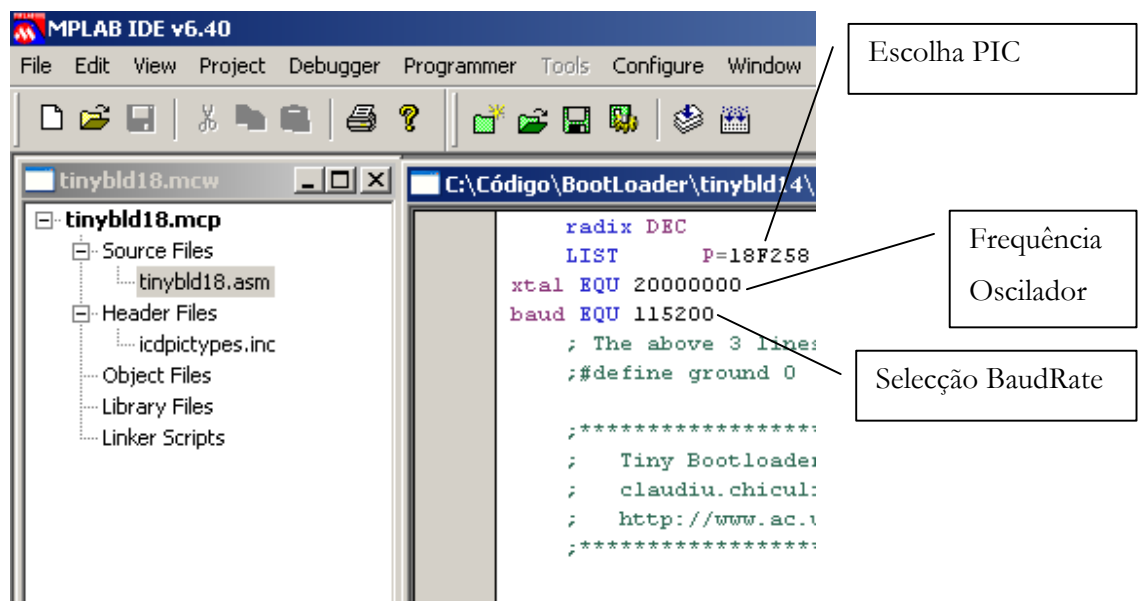 MPLAB IDE v6.40
File Edit View Project Debugger Programmer Tools Configure Window
tinybld18.mcw
tinybld18.mcp
Source Files
tinybld18.asm
Header Files
icdpictypes.inc
Object Files
Library Files
Linker Scripts
C:\Código\BootLoader\tinybld14\
radix DEC
LIST P=18F258
xtal EQU 20000000
baud EQU 115200
; The above 3 lines
;#define ground 0
;*******************
; Tiny Bootloader
; claudiu.chicul
; http://www.ac.
;*******************
Escolha PIC
Frequência
Oscilador
Selecção BaudRate